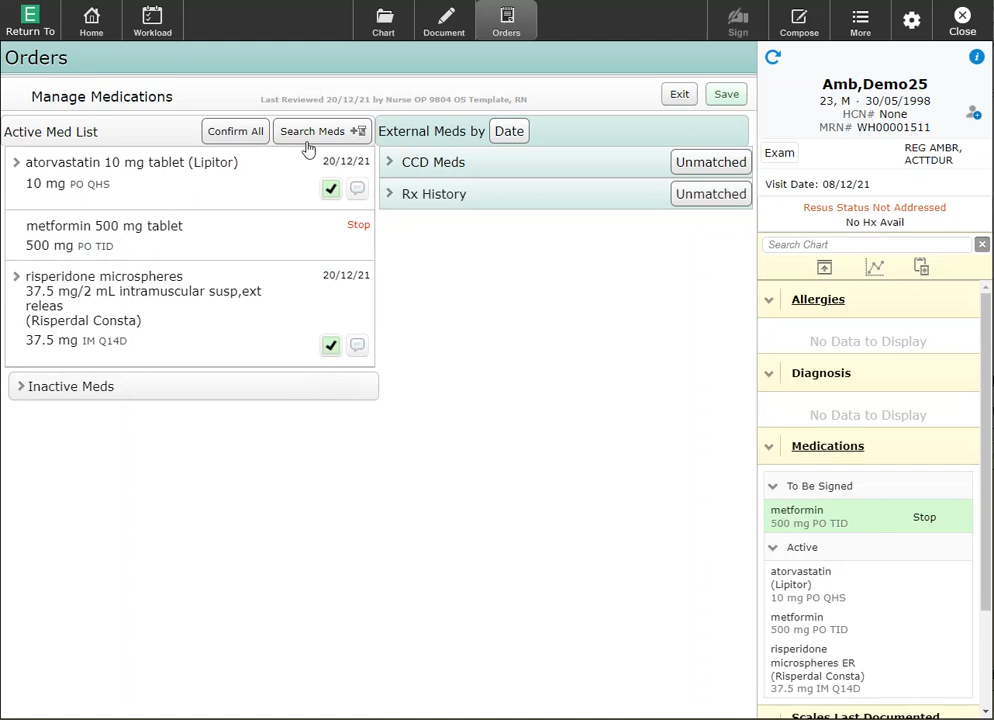 E
Return To
Home
Workload
Chart
Document
Orders
Sign
Compose
More
Close
Orders
Manage Medications
Last Reviewed 20/12/21 by Nurse OP 9804 OS Template, RN
Exit
Save
Active Med List
Confirm All
Search Meds
External Meds by
Date
atorvastatin 10 mg tablet (Lipitor)
20/12/21
10 mg PO QHS
metformin 500 mg tablet
Stop
500 mg PO TID
risperidone microspheres
20/12/21
37.5 mg/2 mL intramuscular susp,ext
releas
(Risperdal Consta)
37.5 mg IM Q14D
Inactive Meds
CCD Meds
Unmatched
Rx History
Unmatched
i
Amb,Demo25
23, M · 30/05/1998
HCN# None
MRN# WH00001511
Exam
REG AMBR,
ACTTDUR
Visit Date: 08/12/21
Resus Status Not Addressed
No Hx Avail
Search Chart
Allergies
No Data to Display
Diagnosis
No Data to Display
Medications
To Be Signed
metformin
500 mg PO TID
Stop
Active
atorvastatin
(Lipitor)
10 mg PO QHS
metformin
500 mg PO TID
risperidone
microspheres ER
(Risperdal Consta)
37.5 mg IM Q14D
Scales Last Documented